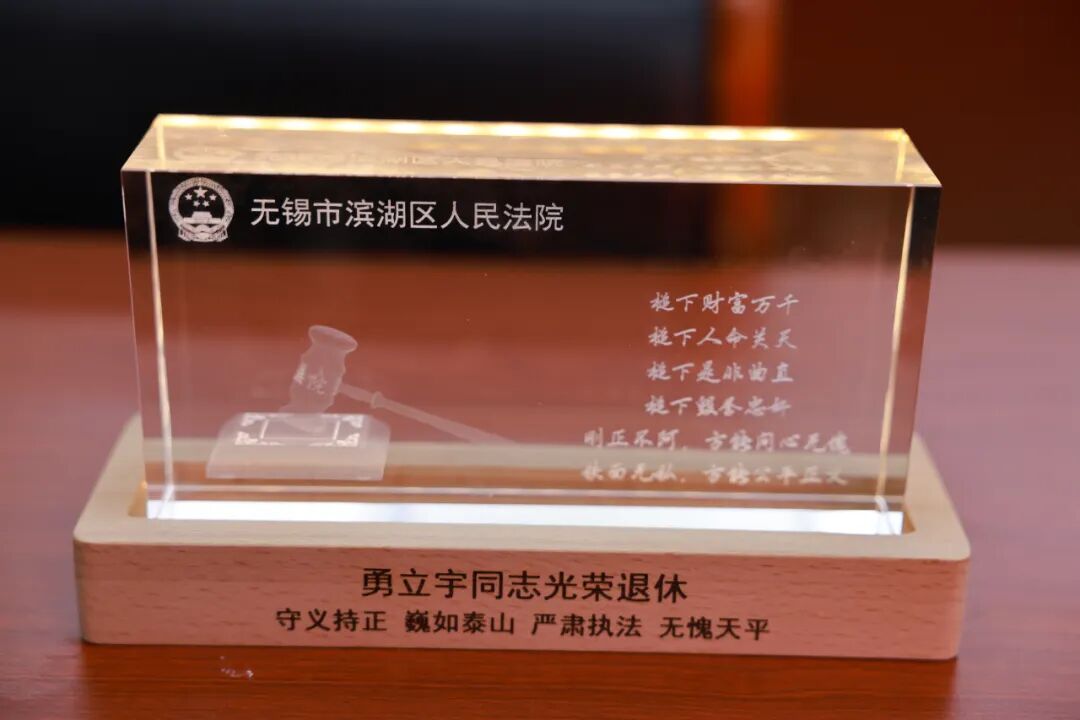 无锡市滨湖区人民法院
槌下财富万千
槌下人命关天
槌下是非曲直
槌下毁誉忠奸
刚正不阿，方能问心无愧
铁面无私，方能公平正义
院
勇立宇同志光荣退休
守义持正 巍如泰山 严肃执法 无愧天平